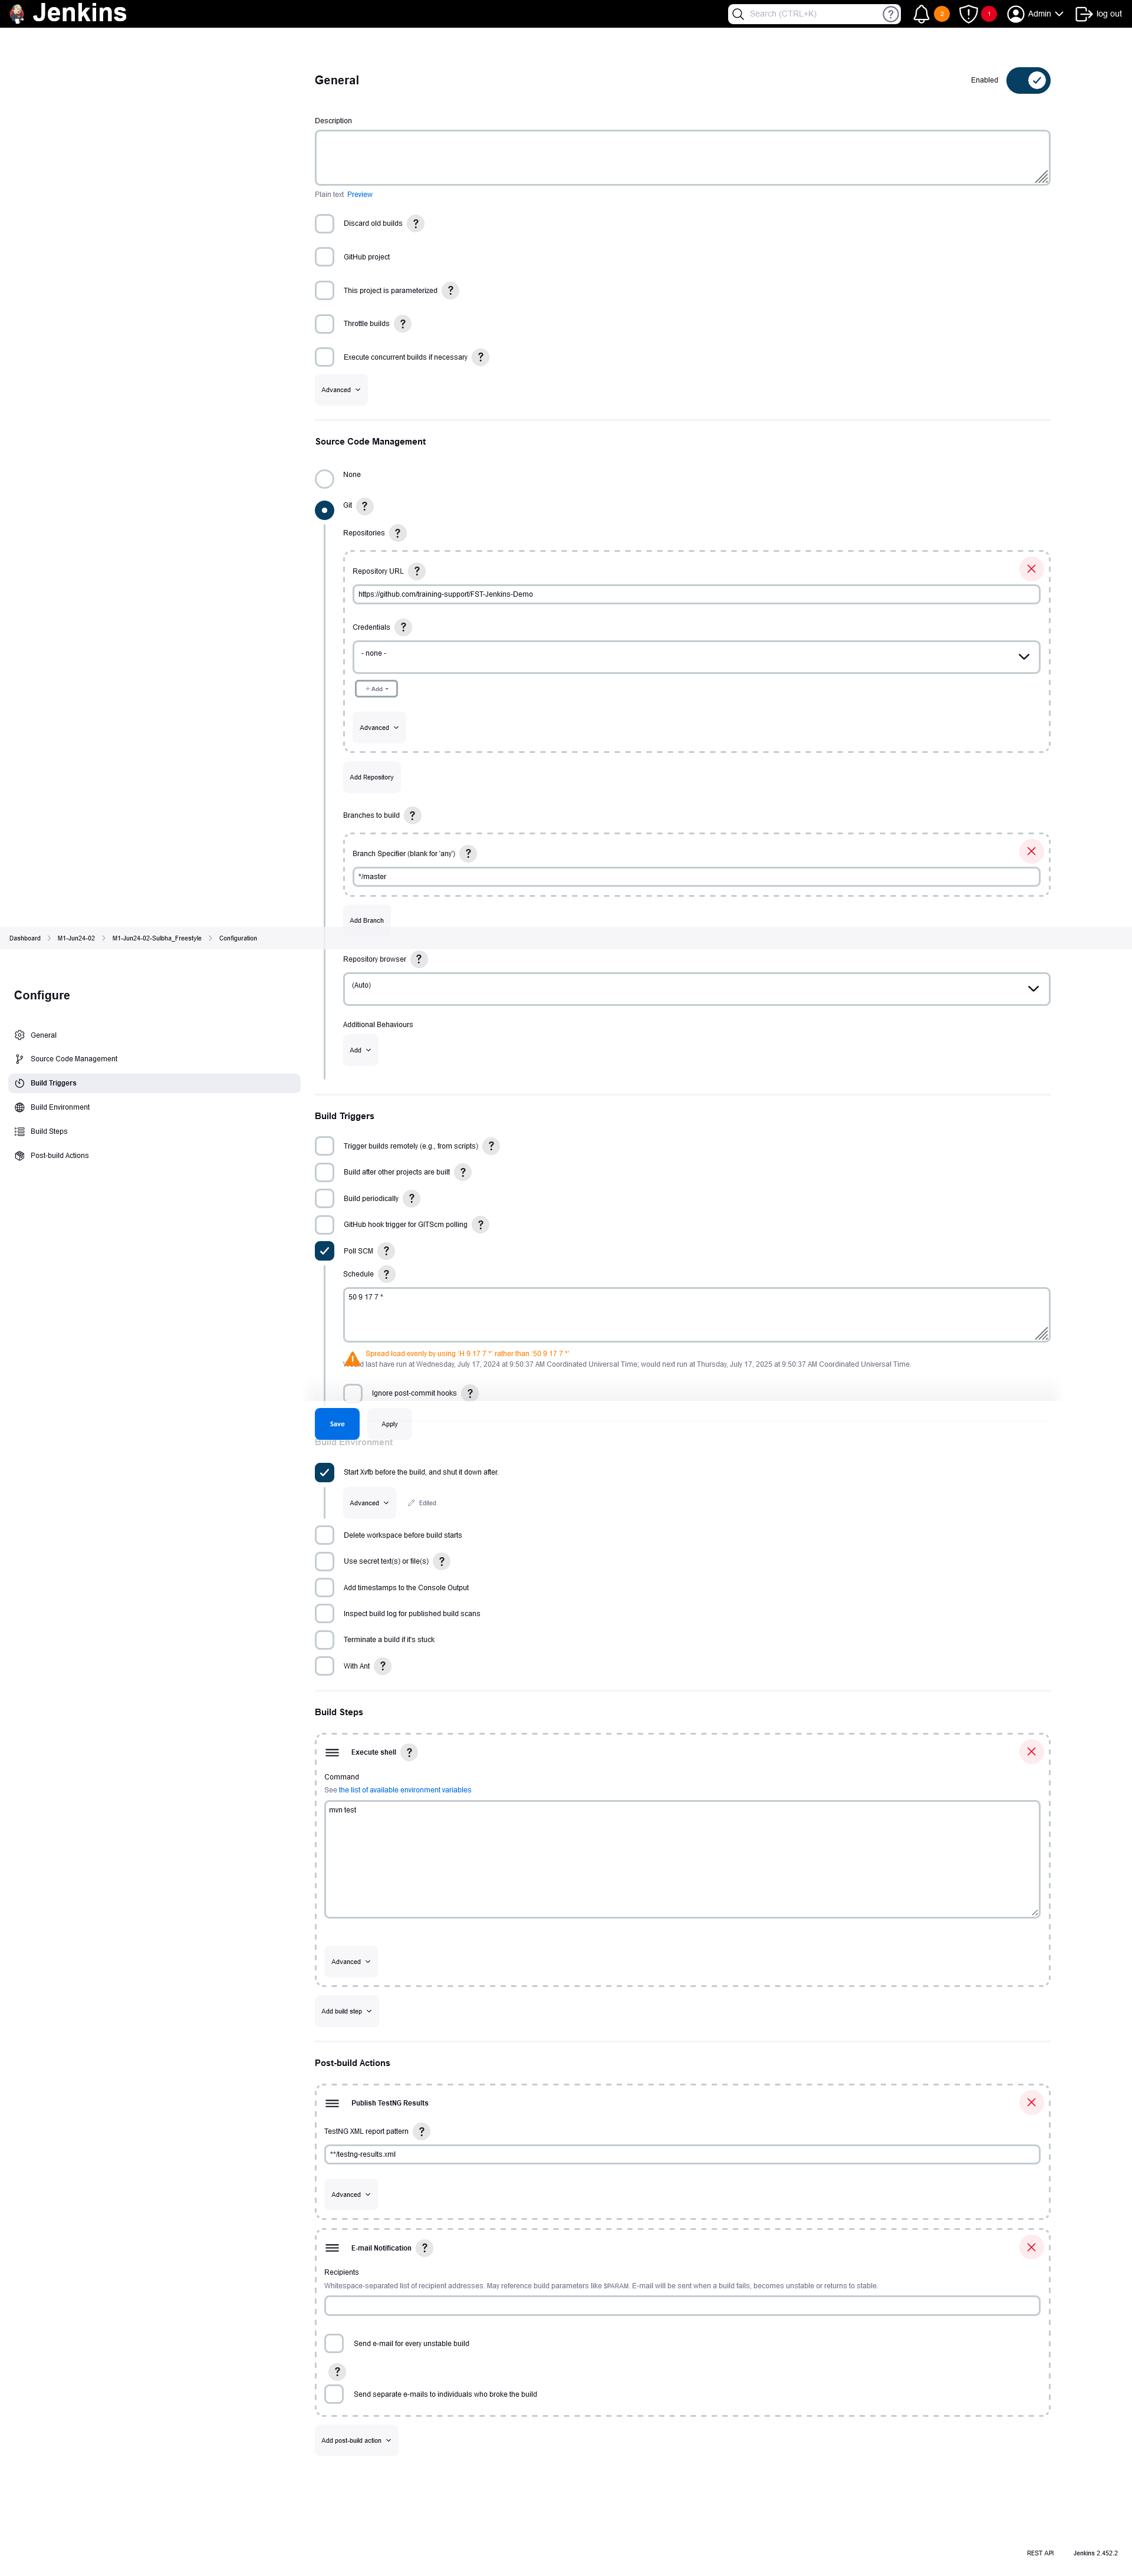 Jenkins
Search (CTRL+K)
?
2
1
Admin
log out
General
Enabled
Description
Plain text Preview
Discard old builds ?
GitHub project
This project is parameterized ?
Throttle builds ?
Execute concurrent builds if necessary ?
Advanced
Source Code Management
None
Git ?
Repositories ?
Repository URL ?
https://github.com/training-support/FST-Jenkins-Demo
Credentials ?
- none -
+ Add
Advanced
Add Repository
Branches to build ?
Branch Specifier (blank for 'any') ?
*/master
Add Branch
Dashboard > M1-Jun24-02 > M1-Jun24-02-Sulbha_Freestyle > Configuration
Repository browser ?
(Auto)
Configure
Additional Behaviours
General
Add
Source Code Management
Build Triggers
Build Environment
Build Triggers
Build Steps
Trigger builds remotely (e.g., from scripts) ?
Post-build Actions
Build after other projects are built ?
Build periodically ?
GitHub hook trigger for GITScm polling ?
Poll SCM ?
Schedule ?
50 9 17 7 *
Spread load evenly by using 'H 9 17 7 *' rather than '50 9 17 7 *'
Would last have run at Wednesday, July 17, 2024 at 9:50:37 AM Coordinated Universal Time; would next run at Thursday, July 17, 2025 at 9:50:37 AM Coordinated Universal Time.
Ignore post-commit hooks ?
Save
Apply
Build Environment
Start Xvfb before the build, and shut it down after.
Advanced
Edited
Delete workspace before build starts
Use secret text(s) or file(s) ?
Add timestamps to the Console Output
Inspect build log for published build scans
Terminate a build if it's stuck
With Ant ?
Build Steps
Execute shell ?
Command
See the list of available environment variables
mvn test
Advanced
Add build step
Post-build Actions
Publish TestNG Results
TestNG XML report pattern ?
**/testng-results.xml
Advanced
E-mail Notification ?
Recipients
Whitespace-separated list of recipient addresses. May reference build parameters like $PARAM. E-mail will be sent when a build fails, becomes unstable or returns to stable.
Send e-mail for every unstable build
?
Send separate e-mails to individuals who broke the build
Add post-build action
REST API
Jenkins 2.452.2